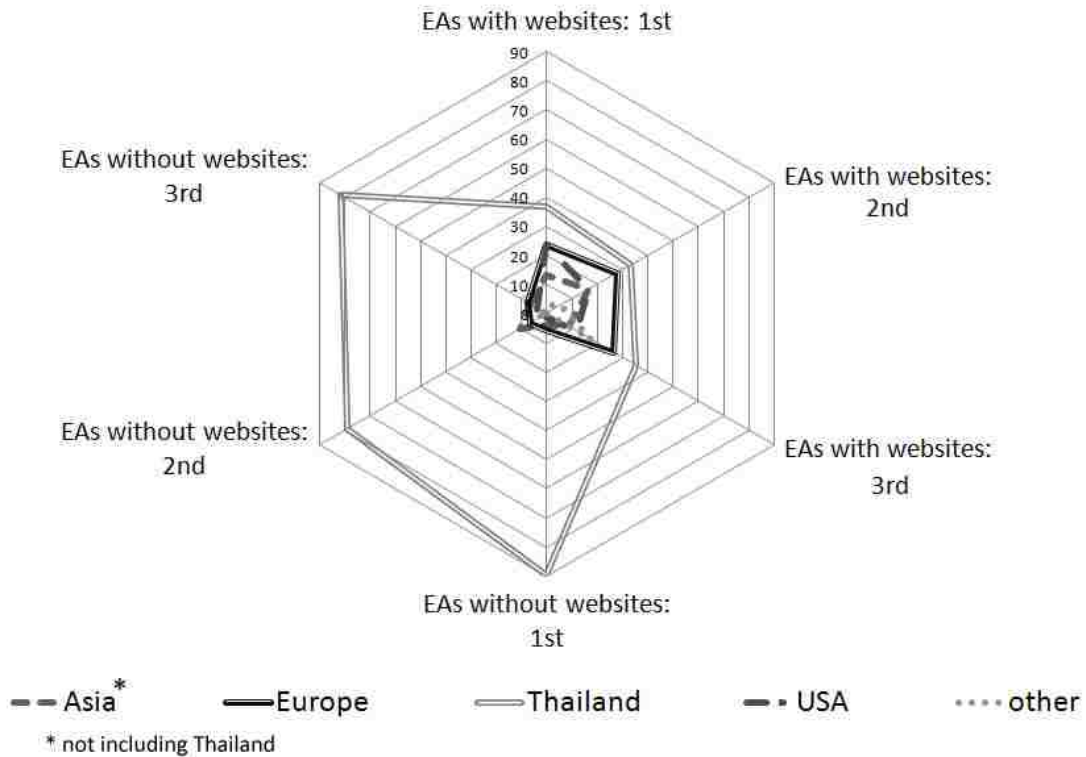 EAs with websites: 1st
90
80
70
60
50
40
30
20
10
EAs without websites:
3rd
EAs with websites:
2nd
EAs without websites:
2nd
EAs with websites:
3rd
EAs without websites:
1st
Asia* Europe Thailand USA other
* not including Thailand